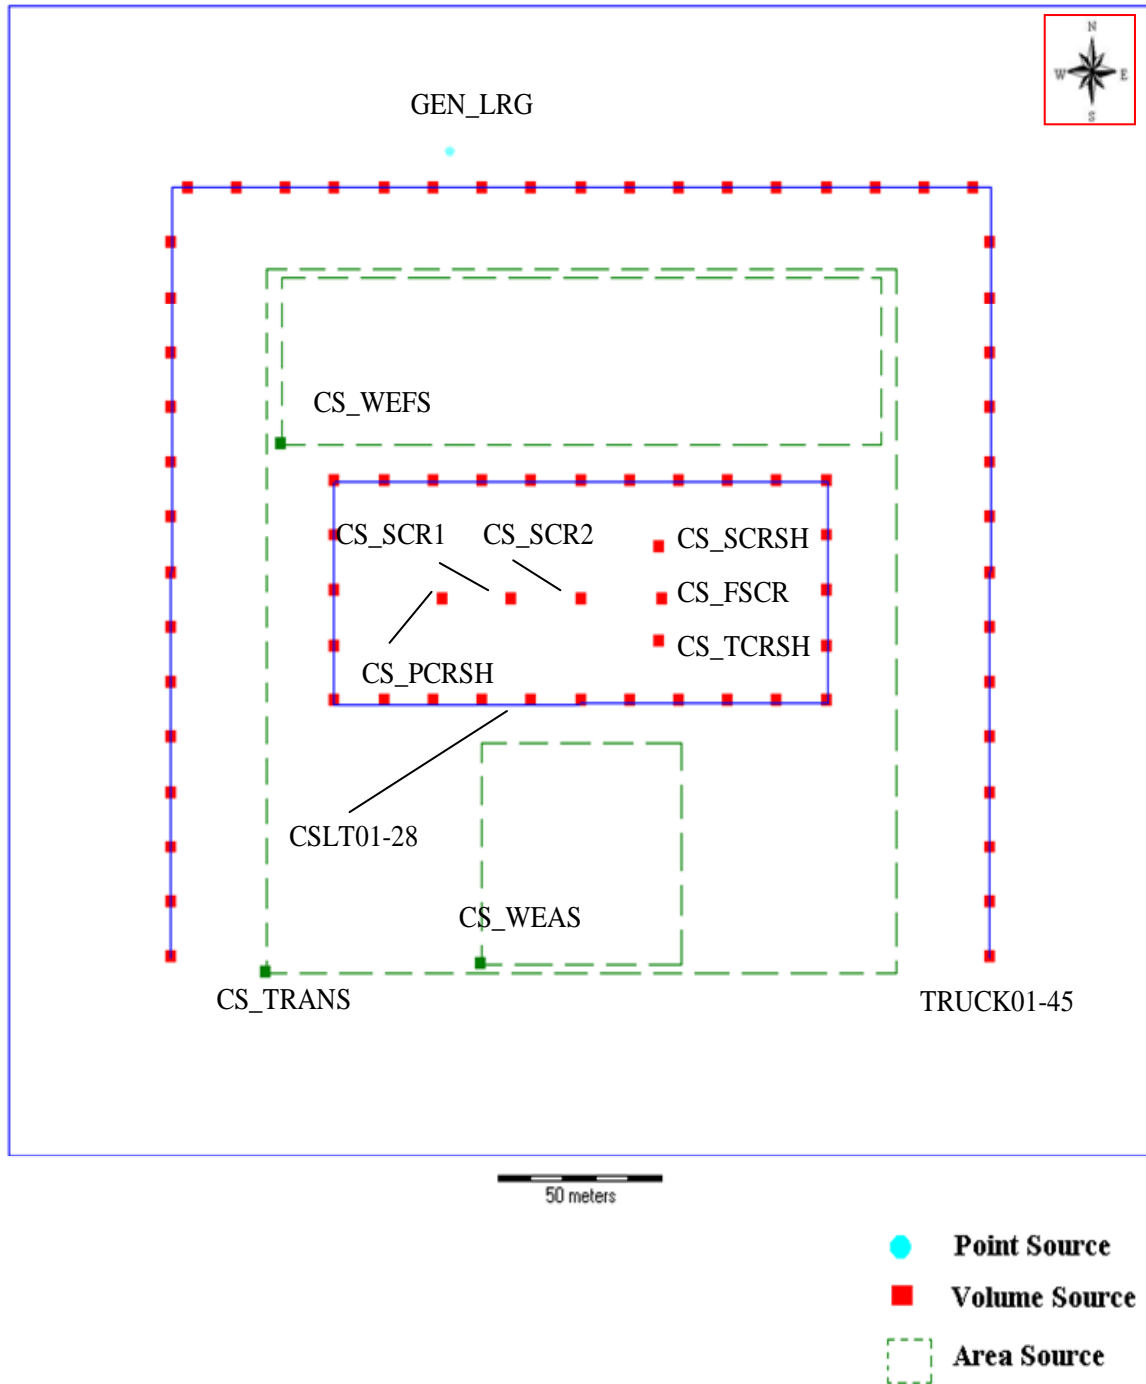 N
W E
S
GEN_LRG
CS_WEFS
CS_SCR1 CS_SCR2 CS_SCRSH
CS_FSCR
CS_TCRSH
CS_PCRSH
CSLT01-28
CS_WEAS
CS_TRANS
TRUCK01-45
50 meters
Point Source
Volume Source
Area Source